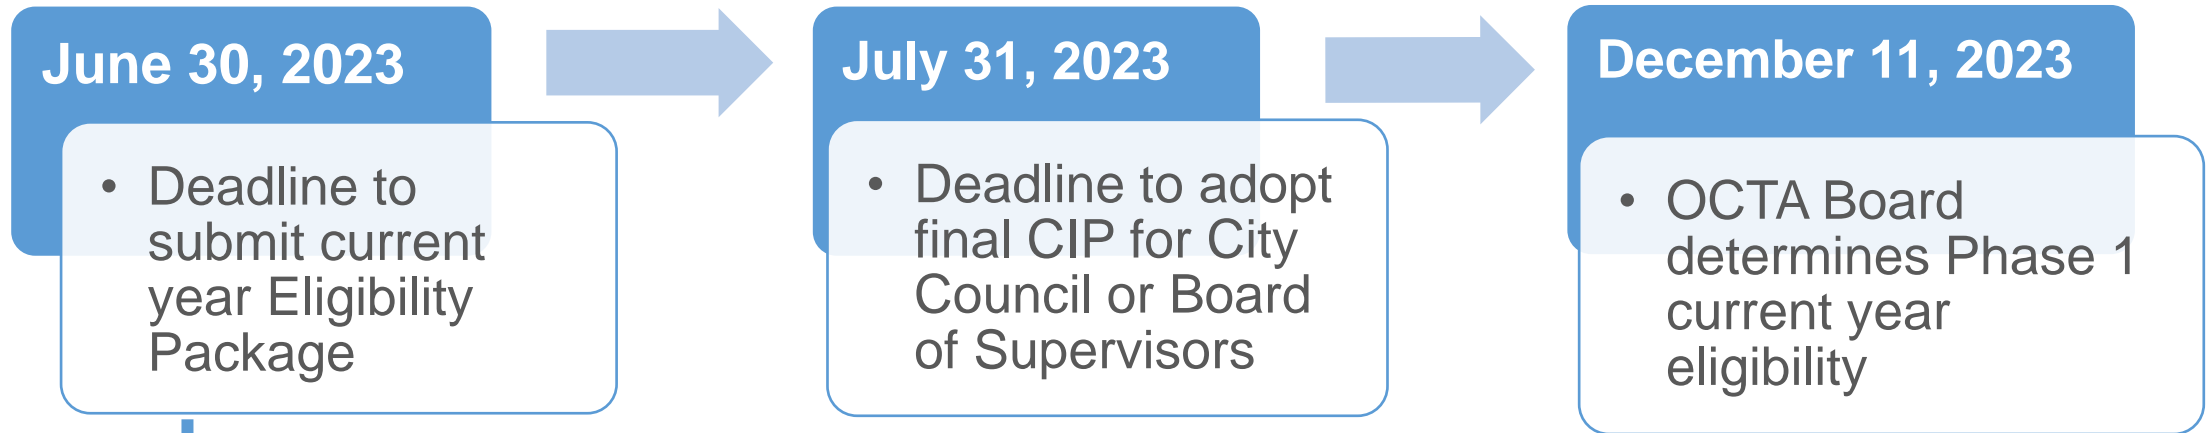 June 30, 2023
• Deadline to
submit current
year Eligibility
Package
July 31, 2023
• Deadline to adopt
final CIP for City
Council or Board
of Supervisors
December 11, 2023
• OCTA Board
determines Phase 1
current year
eligibility